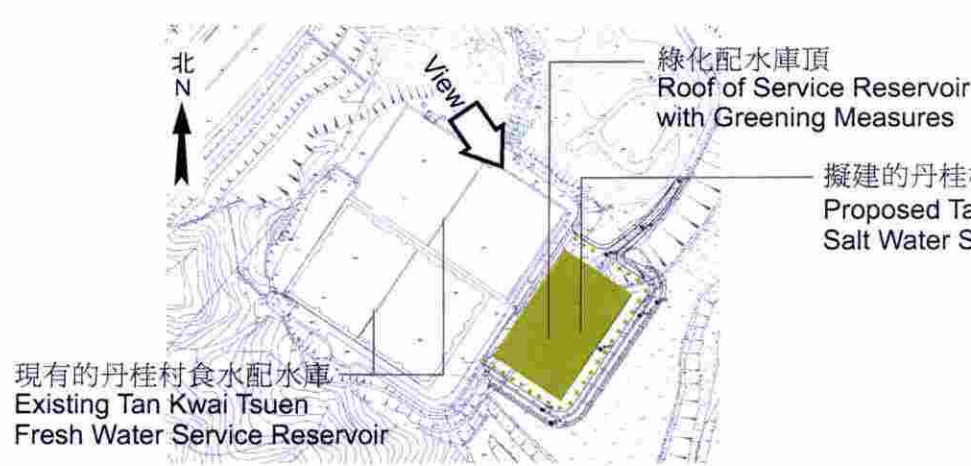 北
N
View
綠化配水庫頂
Roof of Service Reservoir
with Greening Measures
擬建的丹桂
Proposed
Salt Water
現有的丹桂村食水配水庫
Existing Tan Kwai Tsuen
Fresh Water Service Reservoir